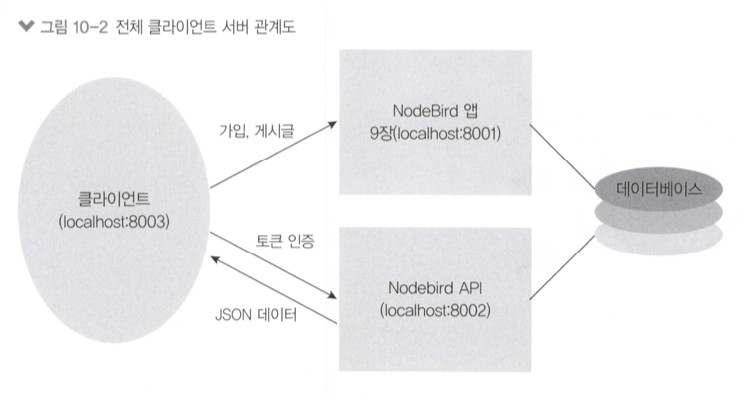 그림 10-2 전체 클라이언트 서버 관계도
NodeBird 앱
9장(localhost:8001)
가입, 게시글
데이터베이스
클라이언트
(localhost:8003)
토큰 인증
Nodebird API
(localhost:8002)
JSON 데이터